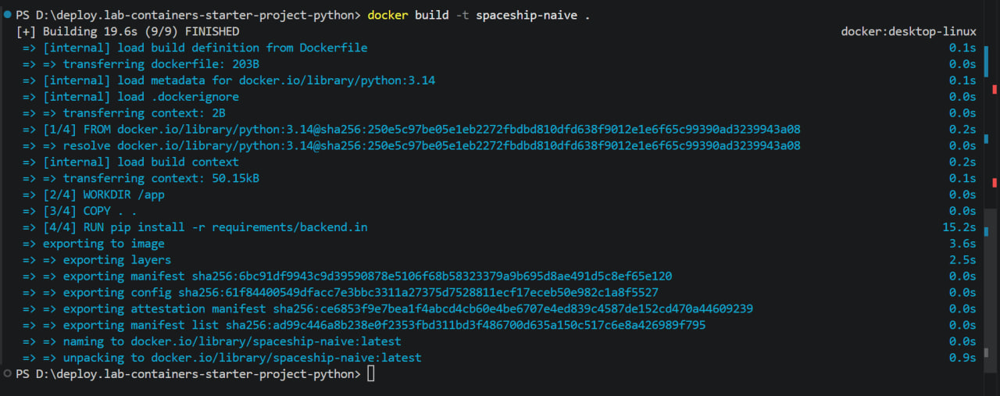 PS D:\deploy.lab-containers-starter-project-python> docker build -t spaceship-naive .
[+] Building 19.6s (9/9) FINISHED docker:desktop-linux
=> [internal] load build definition from Dockerfile 0.1s
=> => transferring dockerfile: 203B 0.0s
=> [internal] load metadata for docker.io/library/python:3.14 0.1s
=> [internal] load .dockerignore 0.0s
=> => transferring context: 2B 0.0s
=> [1/4] FROM docker.io/library/python:3.14@sha256:250e5c97be05e1eb2272fbdbd810dfd638f9012e1e6f65c99390ad3239943a08 0.2s
=> => resolve docker.io/library/python:3.14@sha256:250e5c97be05e1eb2272fbdbd810dfd638f9012e1e6f65c99390ad3239943a08 0.0s
=> [internal] load build context 0.2s
=> => transferring context: 50.15kB 0.1s
=> [2/4] WORKDIR /app 0.0s
=> [3/4] COPY . . 0.0s
=> [4/4] RUN pip install -r requirements/backend.in 15.2s
=> exporting to image 3.6s
=> => exporting layers 2.5s
=> => exporting manifest sha256:6bc91df9943c9d39590878e5106f68b58323379a9b695d8ae491d5c8ef65e120 0.0s
=> => exporting config sha256:61f84400549dfacc7e3bbc3311a27375d7528811ecf17eceb50e982c1a8f5527 0.0s
=> => exporting attestation manifest sha256:ce6853f9e7bea1f4abcd4cb60e4be6707e4ed839c4587de152cd470a44609239 0.0s
=> => exporting manifest list sha256:ad99c446a8b238e0f2353fbd311bd3f486700d635a150c517c6e8a426989f795 0.0s
=> => naming to docker.io/library/spaceship-naive:latest 0.0s
=> => unpacking to docker.io/library/spaceship-naive:latest 0.9s
PS D:\deploy.lab-containers-starter-project-python>